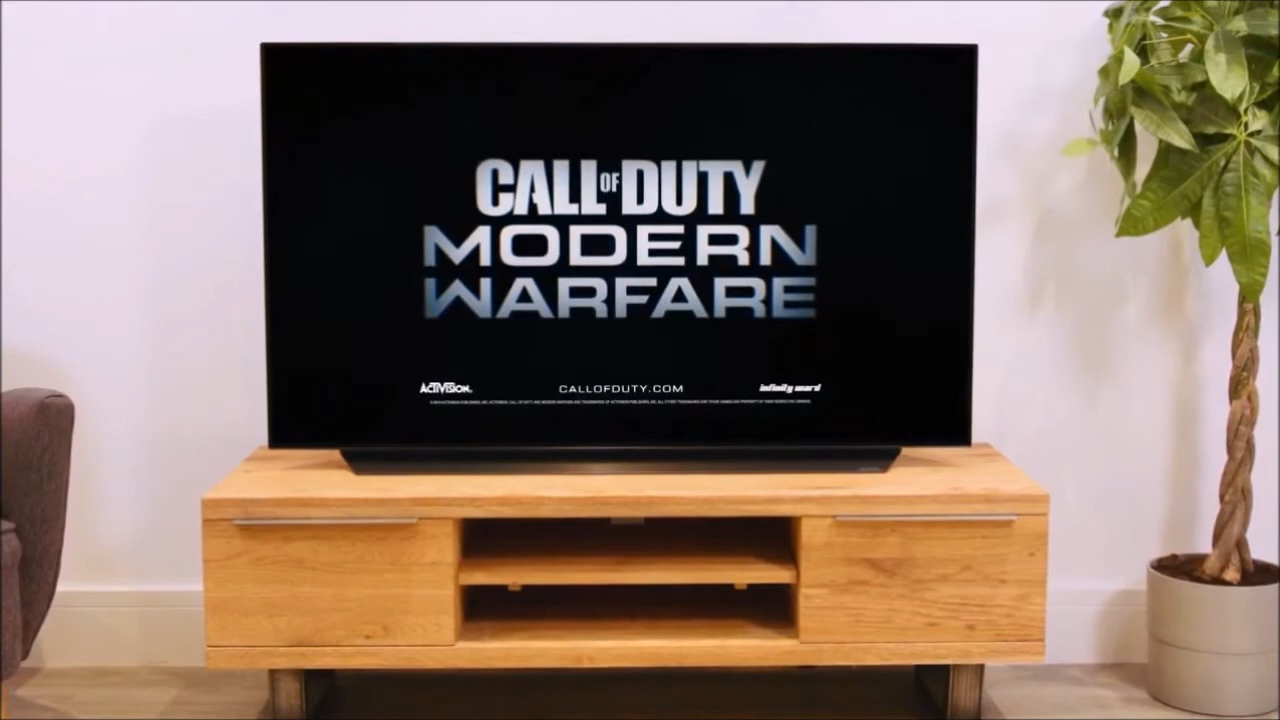 CALL OF DUTY
MODERN
WARFARE
ACTIVISION. CALLOFDUTY.COM infinity ward